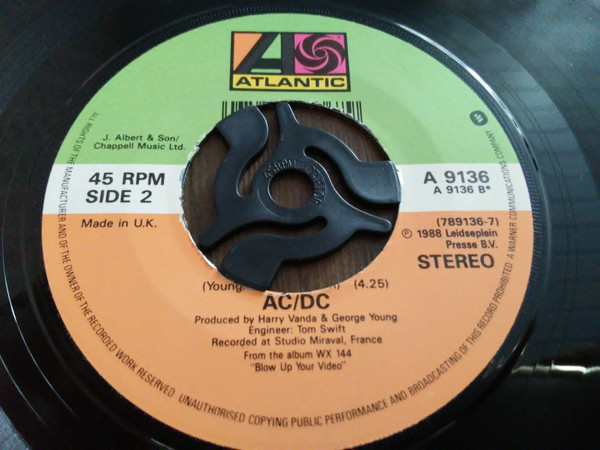 ATLANTIC
J. Albert & Son/
Chappell Music Ltd.
45 RPM
SIDE 2
Made in U.K.
A 9136
A 9136 B*
(789136-7)
℗ 1988 Leidseplein
Presse B.V.
STEREO
(Young
(4.25)
AC/DC
Produced by Harry Vanda & George Young
Engineer: Tom Swift
Recorded at Studio Miraval, France
From the album WX 144
"Blow Up Your Video"
ALL RIGHTS OF THE MANUFACTURER AND OF THE OWNER OF THE RECORDED WORK RESERVED UNAUTHORISED COPYING PUBLIC PERFORMANCE AND BROADCASTING OF THIS RECORD PROHIBITED A WARNER COMMUNICATIONS COMPANY